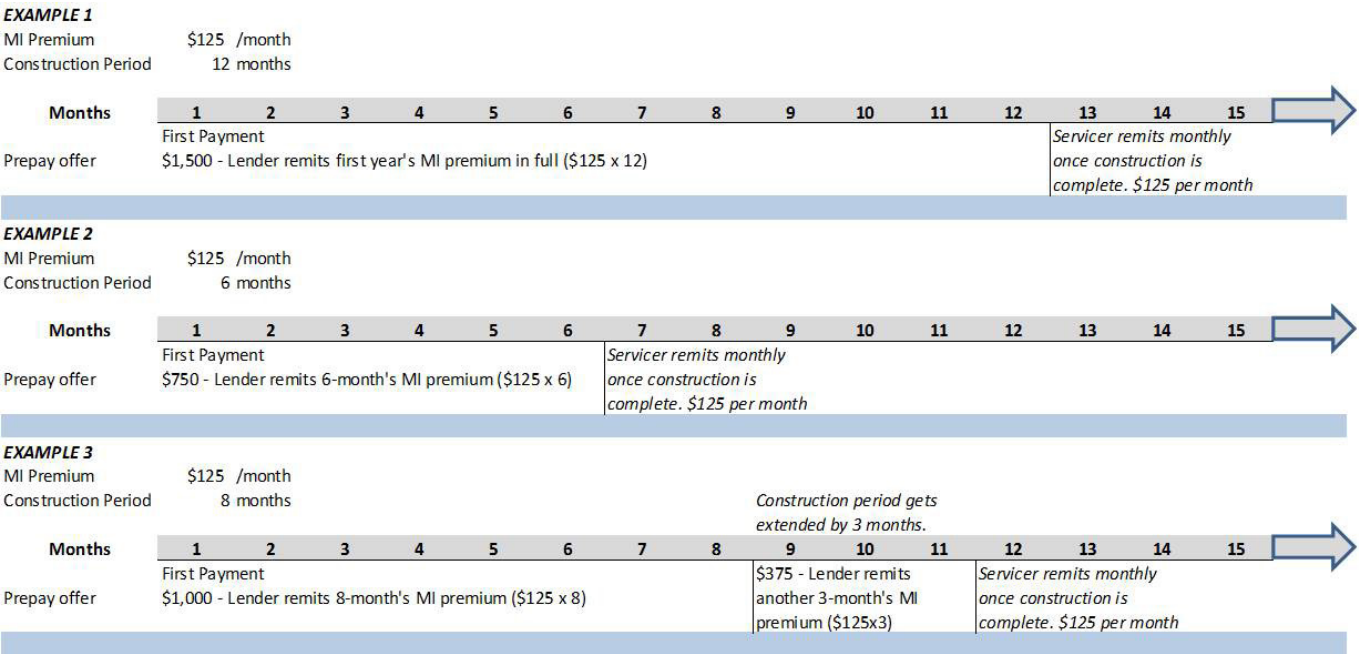 EXAMPLE 1
MI Premium $125 /month
Construction Period 12 months
Months 1 2 3 4 5 6 7 8 9 10 11 12 13 14 15
First Payment Servicer remits monthly
Prepay offer $1,500 - Lender remits first year's MI premium in full ($125 x 12) once construction is
complete. $125 per month
EXAMPLE 2
MI Premium $125 /month
Construction Period 6 months
Months 1 2 3 4 5 6 7 8 9 10 11 12 13 14 15
First Payment Servicer remits monthly
Prepay offer $750 - Lender remits 6-month's MI premium ($125 x 6) once construction is
complete. $125 per month
EXAMPLE 3
MI Premium $125 /month
Construction Period 8 months Construction period gets
extended by 3 months.
Months 1 2 3 4 5 6 7 8 9 10 11 12 13 14 15
First Payment $375 - Lender remits Servicer remits monthly
Prepay offer $1,000 - Lender remits 8-month's MI premium ($125 x 8) another 3-month's MI once construction is
premium ($125x3) complete. $125 per month